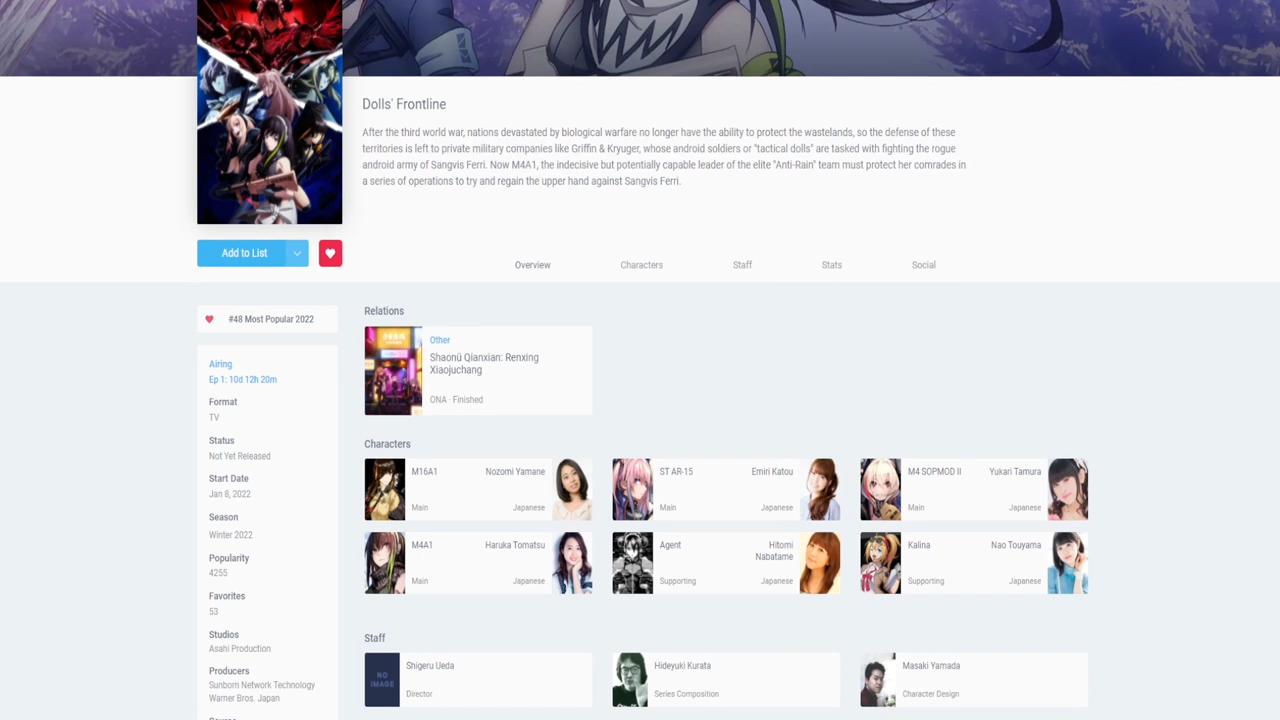 Dolls' Frontline
After the third world war, nations devastated by biological warfare no longer have the ability to protect the wastelands, so the defense of these
territories is left to private military companies like Griffin & Kryuger, whose android soldiers or "tactical dolls" are tasked with fighting the rogue
android army of Sangvis Ferri. Now M4A1, the indecisive but potentially capable leader of the elite "Anti-Rain" team must protect her comrades in
a series of operations to try and regain the upper hand against Sangvis Ferri.
Add to List
Overview
Characters
Staff
Stats
Social
#48 Most Popular 2022
Airing
Ep 1: 10d 12h 20m
Format
TV
Status
Not Yet Released
Start Date
Jan 8, 2022
Season
Winter 2022
Popularity
4255
Favorites
53
Studios
Asahi Production
Producers
Sunborn Network Technology
Warner Bros. Japan
Relations
Other
Shaonü Qianxian: Renxing
Xiaojuchang
ONA · Finished
Characters
M16A1
Nozomi Yamane
Main
Japanese
ST AR-15
Emiri Katou
Main
Japanese
M4 SOPMOD II
Yukari Tamura
Main
Japanese
M4A1
Haruka Tomatsu
Main
Japanese
Agent
Hitomi
Nabatame
Supporting
Japanese
Kalina
Nao Touyama
Supporting
Japanese
Staff
NO
IMAGE
Shigeru Ueda
Director
Hideyuki Kurata
Series Composition
Masaki Yamada
Character Design